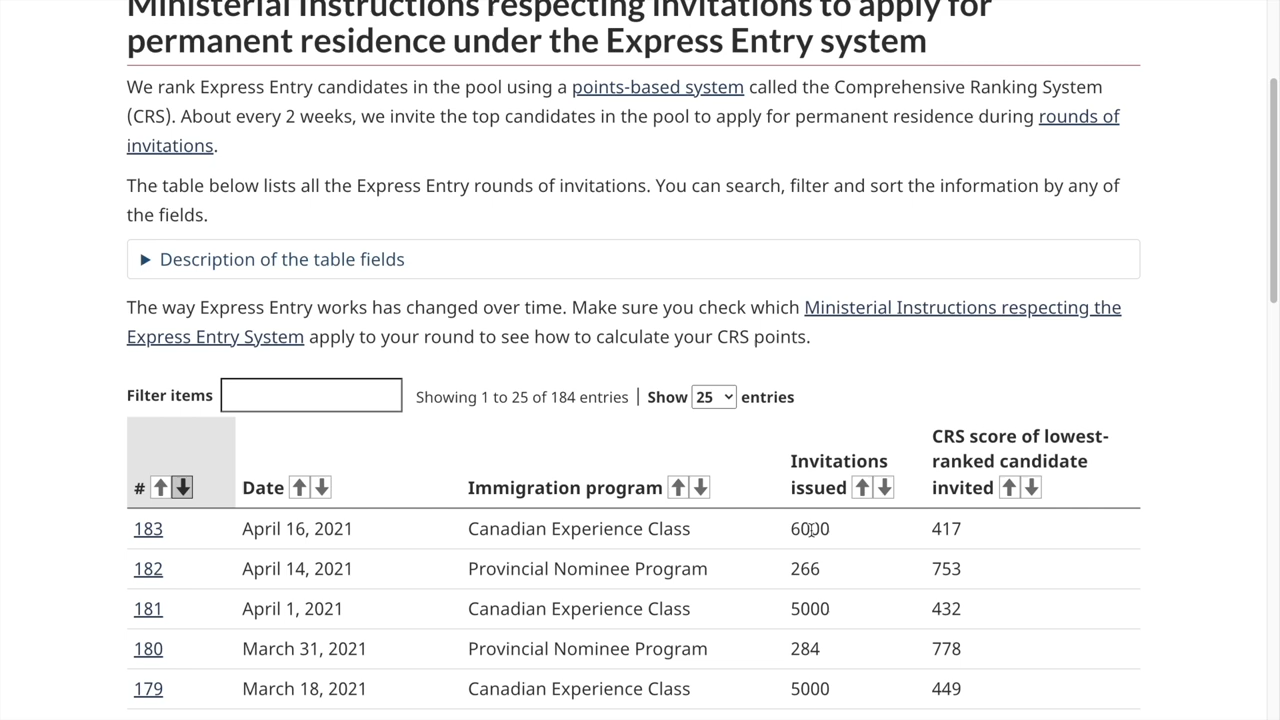 Ministerial Instructions respecting invitations to apply for
permanent residence under the Express Entry system
We rank Express Entry candidates in the pool using a points-based system called the Comprehensive Ranking System
(CRS). About every 2 weeks, we invite the top candidates in the pool to apply for permanent residence during rounds of
invitations.
The table below lists all the Express Entry rounds of invitations. You can search, filter and sort the information by any of
the fields.
Description of the table fields
The way Express Entry works has changed over time. Make sure you check which Ministerial Instructions respecting the
Express Entry System apply to your round to see how to calculate your CRS points.
Filter items Showing 1 to 25 of 184 entries | Show 25 entries
# Date Immigration program Invitations issued CRS score of lowest-ranked candidate invited
183 April 16, 2021 Canadian Experience Class 6000 417
182 April 14, 2021 Provincial Nominee Program 266 753
181 April 1, 2021 Canadian Experience Class 5000 432
180 March 31, 2021 Provincial Nominee Program 284 778
179 March 18, 2021 Canadian Experience Class 5000 449